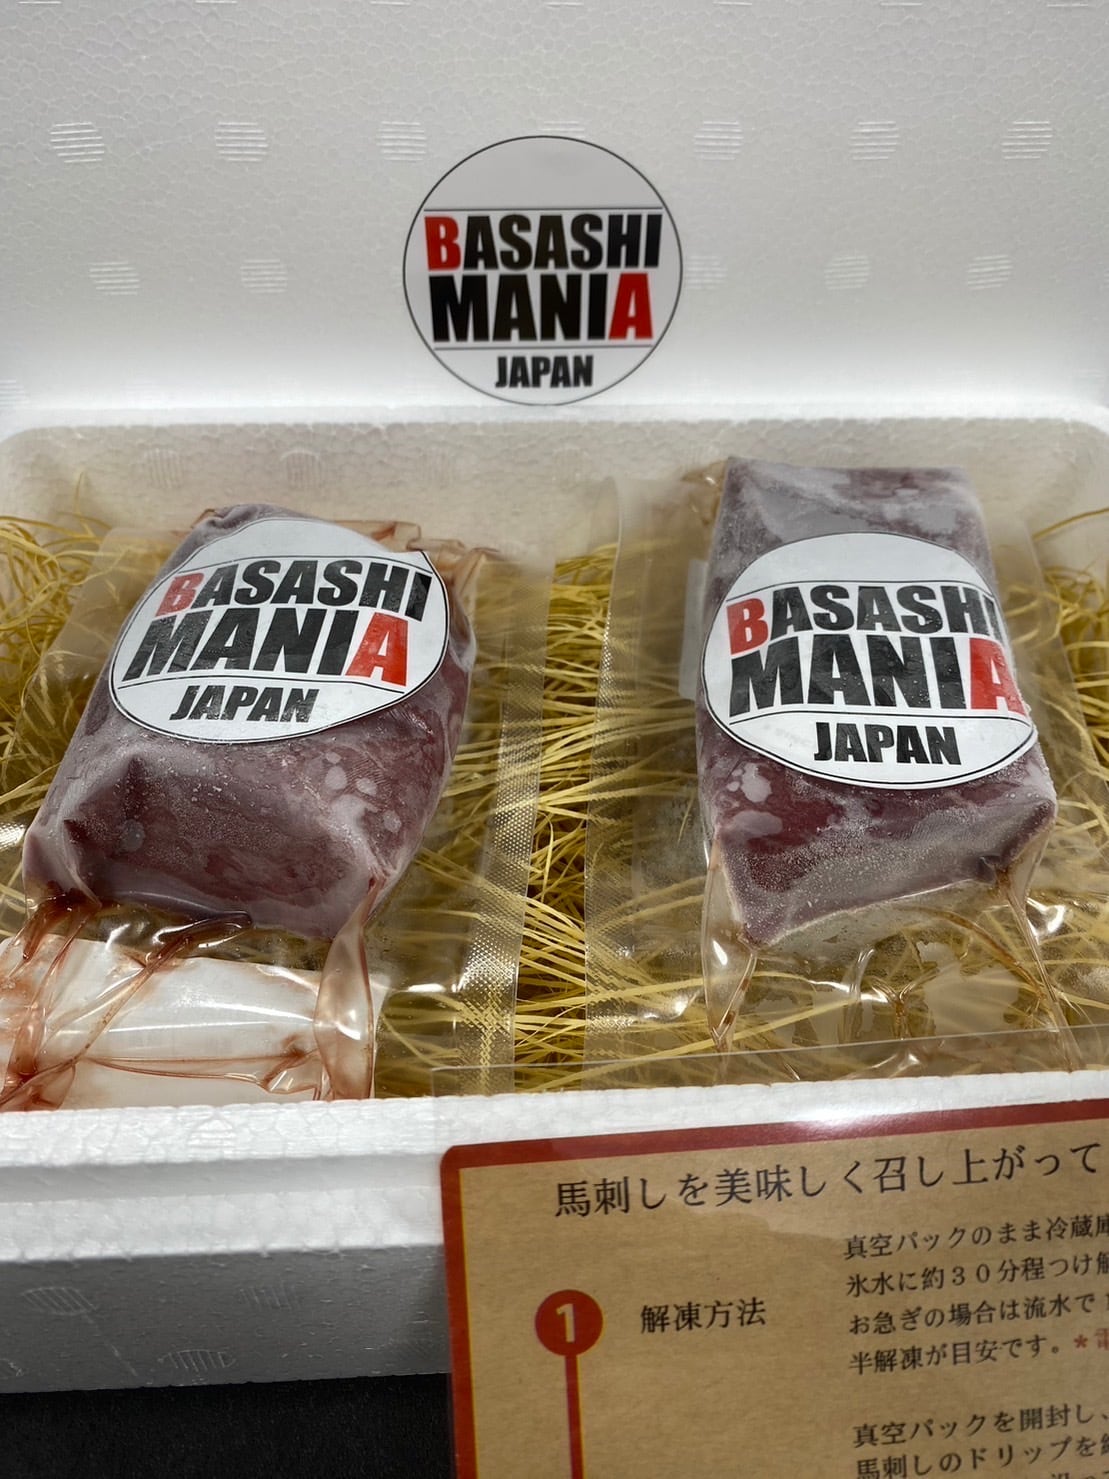 BASASHI
MANIA
JAPAN
BASASHI
MANIA
JAPAN
BASASHI
MANIA
JAPAN
馬刺しを美味しく召し上がって
1
解凍方法
真空パックのまま冷蔵庫
氷水に約30分程つけ解
お急ぎの場合は流水で
半解凍が目安です。*電
真空パックを開封し、
馬刺しのドリップを